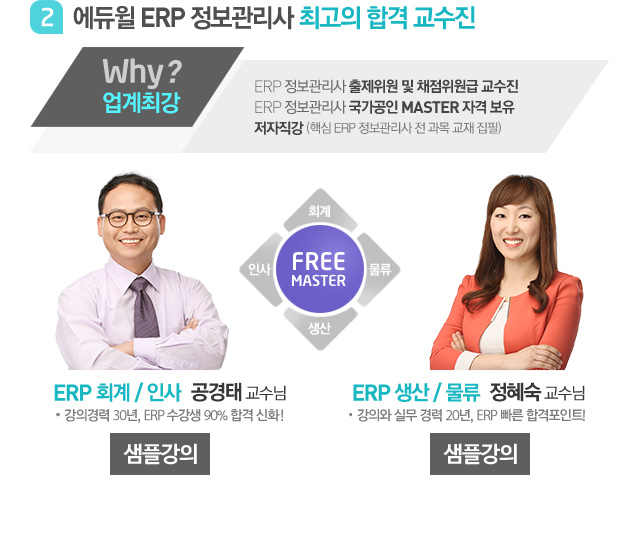 2 에듀윌 ERP 정보관리사 최고의 합격 교수진
Why?
업계최강
ERP 정보관리사 출제위원 및 채점위원급 교수진
ERP 정보관리사 국가공인 MASTER 자격 보유
저자직강 (핵심 ERP 정보관리사 전 과목 교재 집필)
회계
인사
FREE
MASTER
물류
생산
ERP 회계 / 인사 공경태 교수님
• 강의경력 30년, ERP 수강생 90% 합격 신화!
샘플강의
ERP 생산 / 물류 정혜숙 교수님
• 강의와 실무 경력 20년, ERP 빠른 합격포인트!
샘플강의